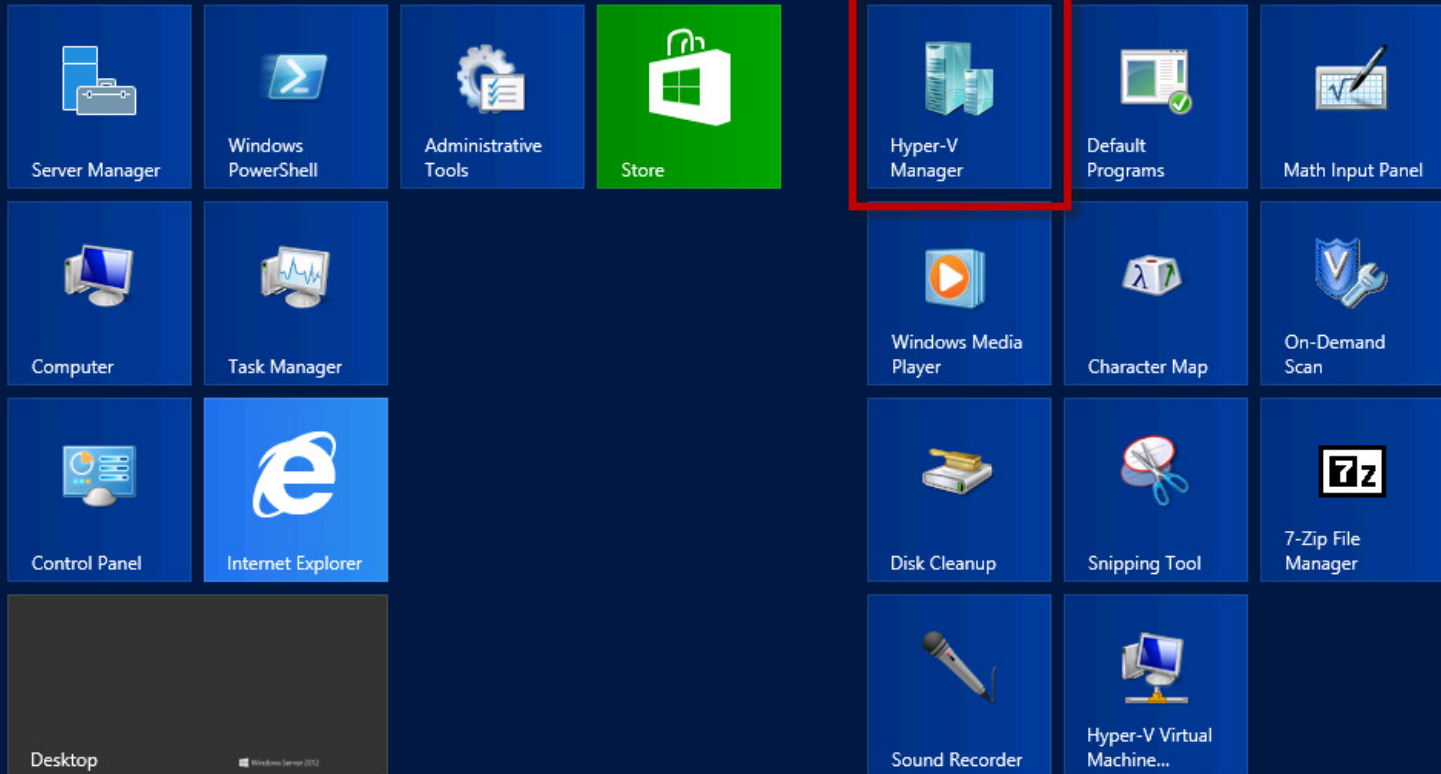 Server Manager
Windows
PowerShell
Administrative
Tools
Store
Hyper-V
Manager
Default
Programs
Math Input Panel
Computer
Task Manager
Windows Media
Player
Character Map
V
On-Demand
Scan
Control Panel
Internet Explorer
Disk Cleanup
Snipping Tool
7z
7-Zip File
Manager
Desktop
Windows Server 2012
Sound Recorder
Hyper-V Virtual
Machine...